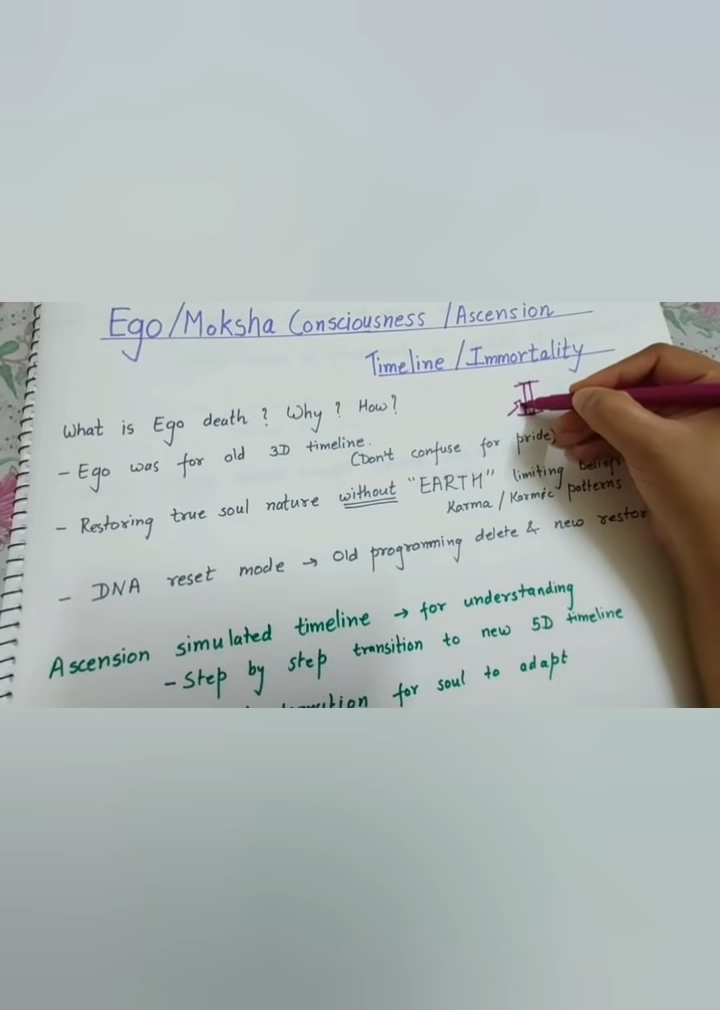 Ego/Moksha Consciousness /Ascension
Timeline/Immortality
What is Ego death? Why? How?
- Ego was for old 3D timeline.
(Don't confuse for pride)
- Restoring true soul nature without "EARTH" limiting beliefs
Karma/Karmic patterns
- DNA reset mode → old programming delete & new restor
Ascension simulated timeline → for understanding
- Step by step transition to new 5D timeline
for soul to adapt